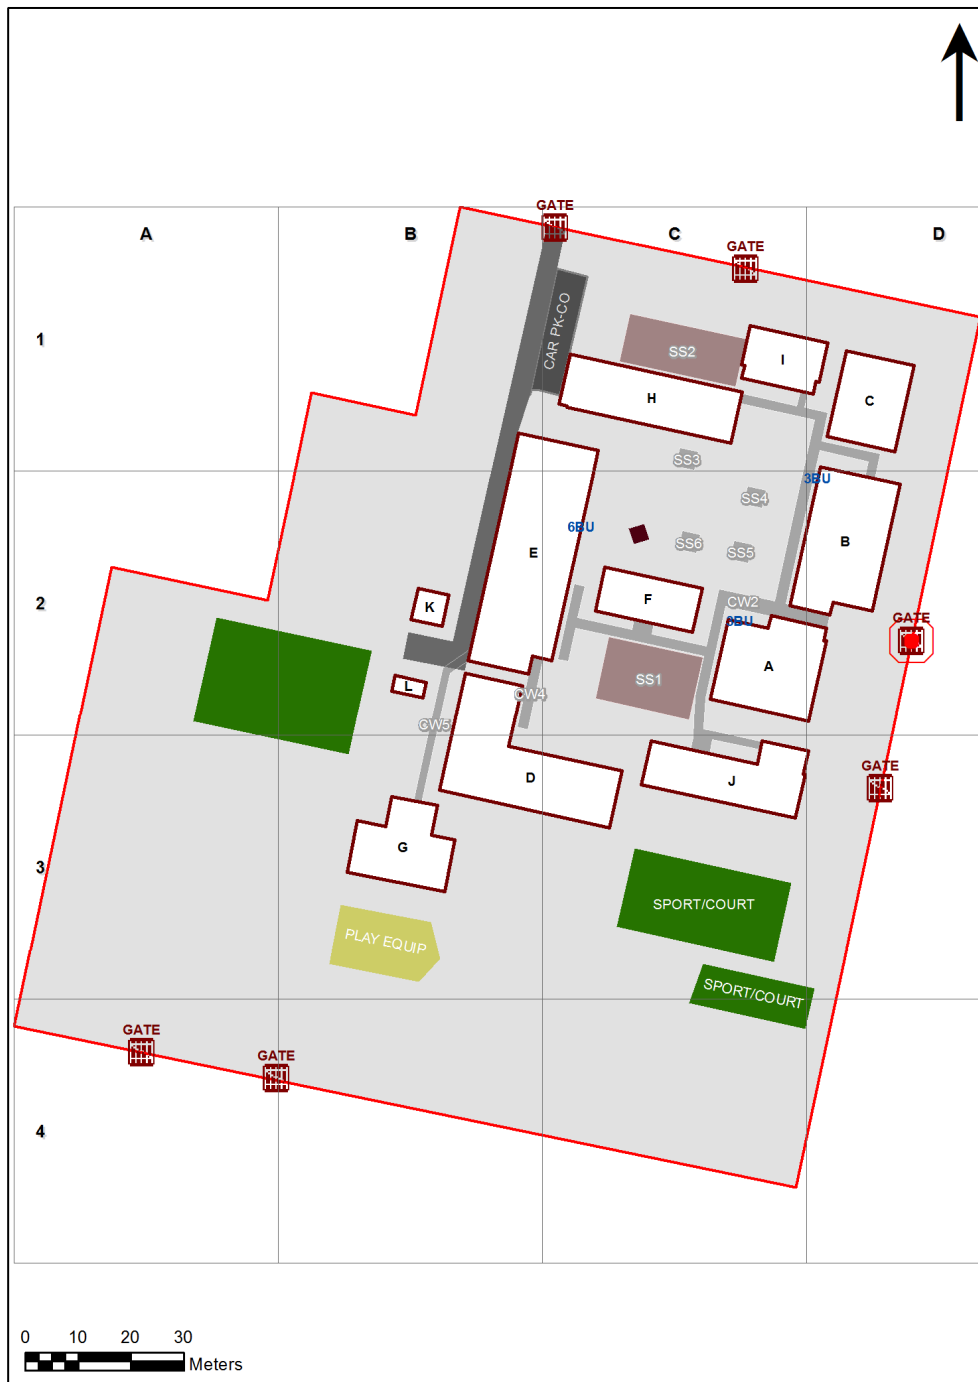 GATE
A
B
C
D
GATE
1
CAR PK-CO
SS2
I
C
H
SS3
3BU
SS4
6BU
SS6
SS5
B
E
2
K
F
CW2
GATE
A
SS1
L
CW4
CW5
GATE
D
J
G
3
SPORT/COURT
PLAY EQUIP
SPORT/COURT
GATE
GATE
4
0 10 20 30
Meters